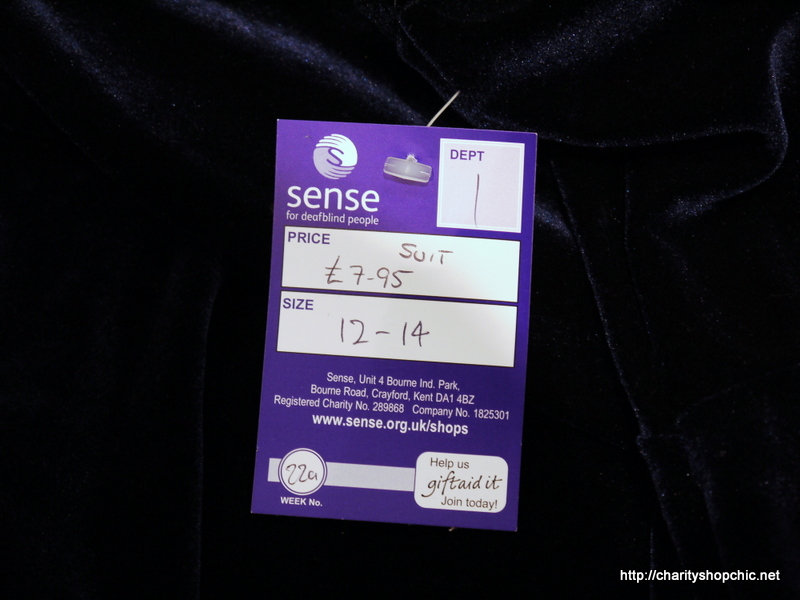 S
sense
for deafblind people
DEPT
1
PRICE
SUIT
£7-95
SIZE
12-14
Sense, Unit 4 Bourne Ind. Park,
Bourne Road, Crayford, Kent DA1 4BZ
Registered Charity No. 289868 Company No. 1825301
www.sense.org.uk/shops
22a
WEEK No.
Help us
giftaid it
Join today!
http://charityshopchic.net